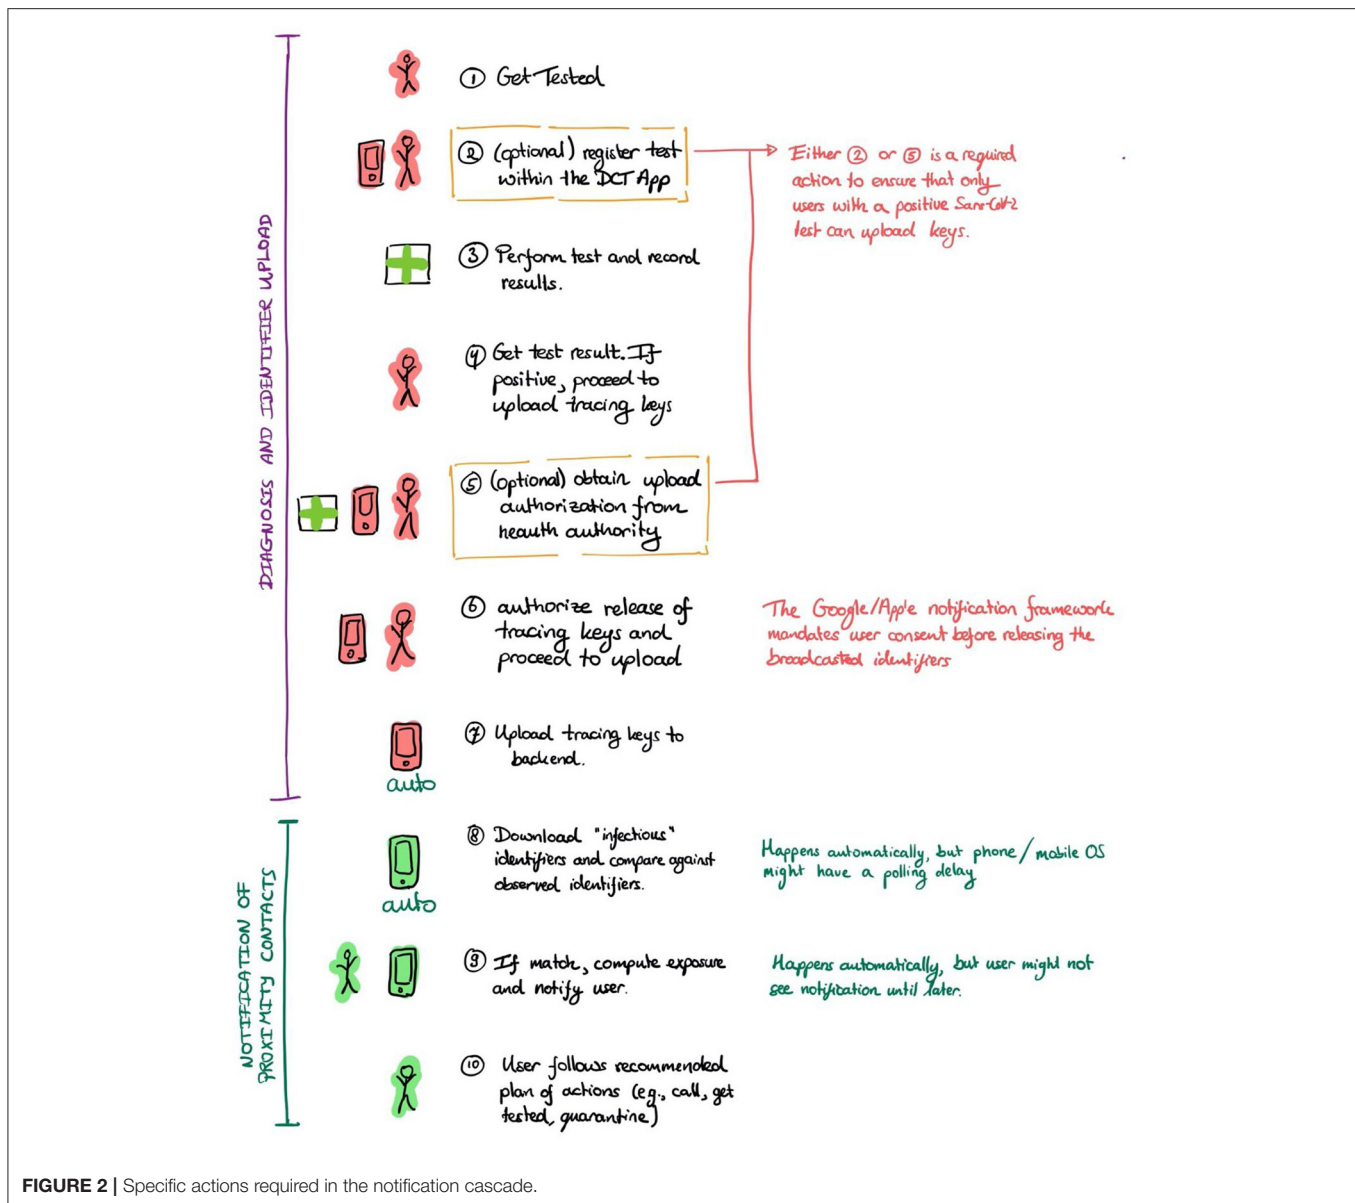 ① Get Tested
② (optional) register test
within the DCT App
Either ② or ⑤ is a required
action to ensure that only
users with a positive Sars-CoV-2
test can upload keys.
③ Perform test and record
results.
④ Get test result. If
positive, proceed to
upload tracing keys
⑤ (optional) obtain upload
authorization from
health authority
⑥ authorize release of
tracing keys and
proceed to upload
The Google/Apple notification framework
mandates user consent before releasing the
broadcasted identifiers
⑦ Upload tracing keys to
backend.
auto
DIAGNOSIS AND IDENTIFIER UPLOAD
⑧ Download "infectious"
identifiers and compare against
observed identifiers.
auto
Happens automatically, but phone/mobile OS
might have a polling delay
⑨ If match, compute exposure
and notify user.
Happens automatically, but user might not
see notification until later.
⑩ User follows recommended
plan of actions (e.g., call, get
tested, quarantine)
NOTIFICATION OF
PROXIMITY CONTACTS
FIGURE 2 | Specific actions required in the notification cascade.